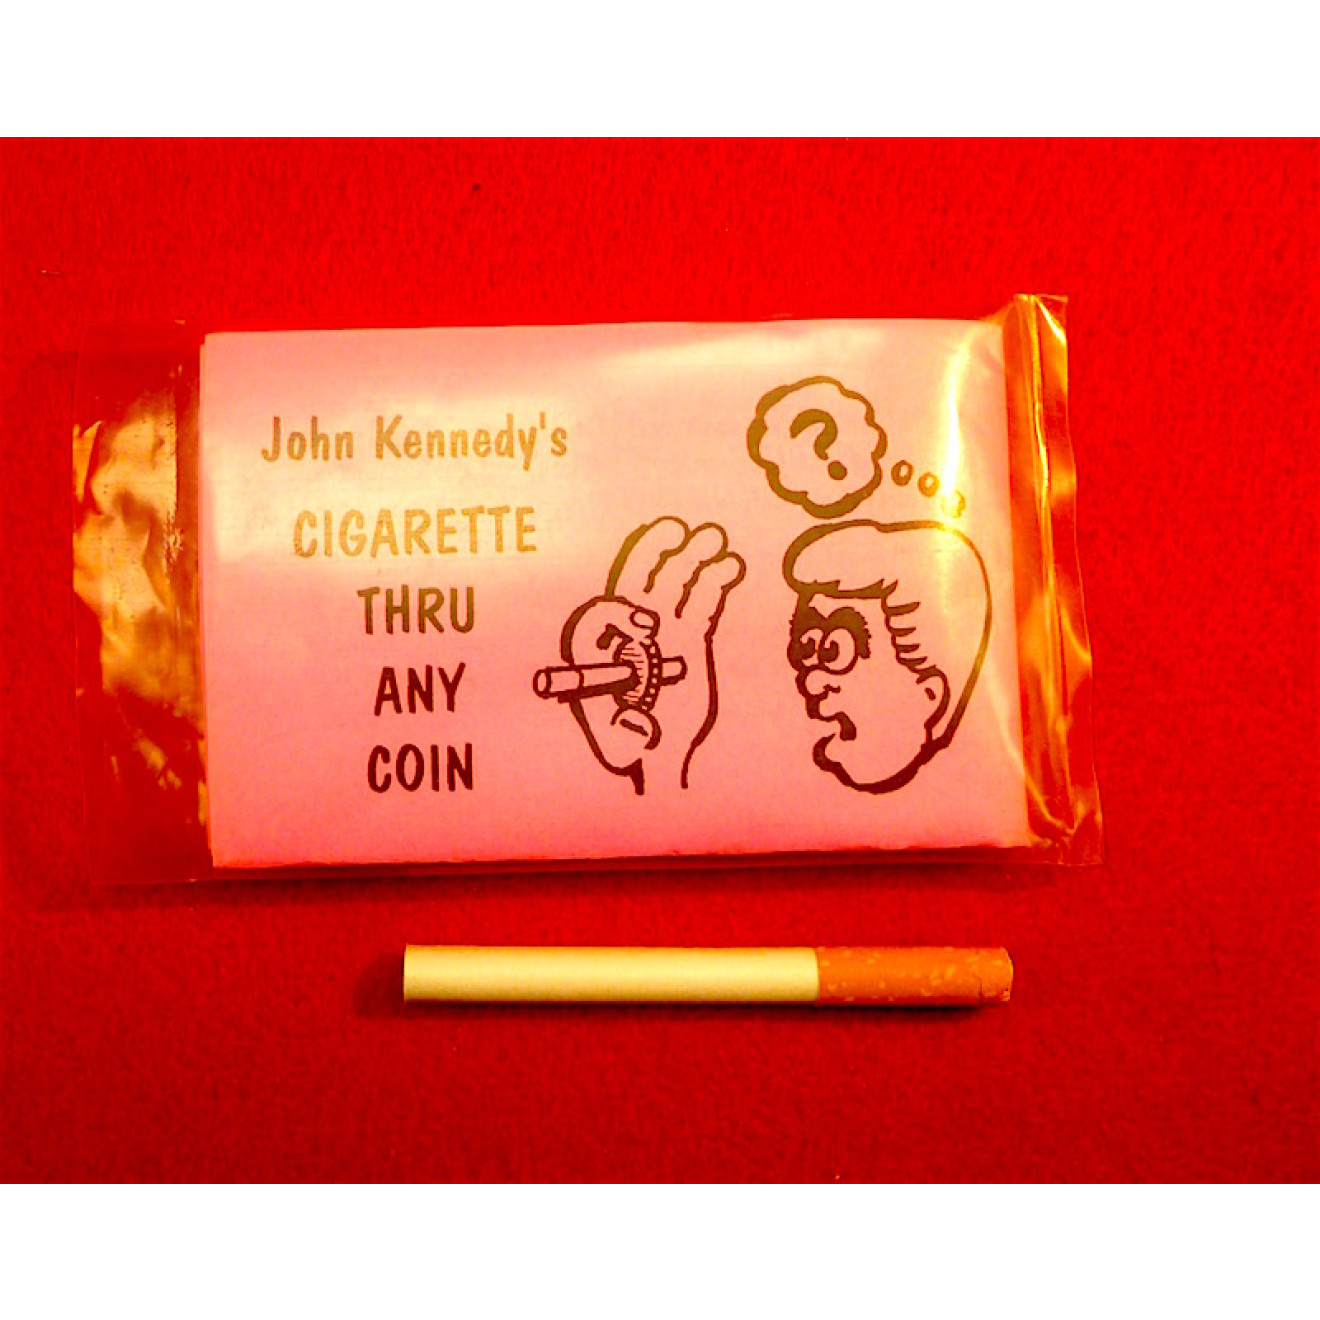 John Kennedy's
CIGARETTE
THRU
ANY
COIN
?